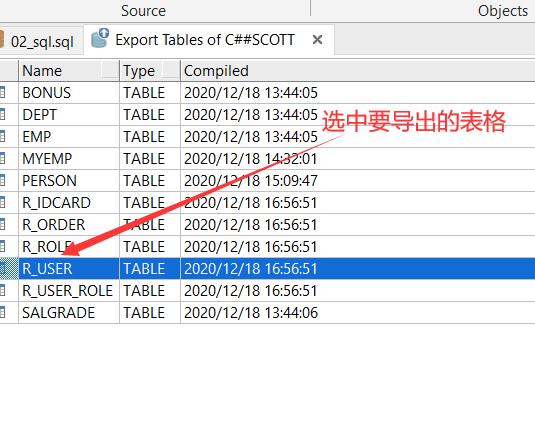 Source Objects
02_sql.sql Export Tables of C##SCOTT
Name Type Compiled
BONUS TABLE 2020/12/18 13:44:05
DEPT TABLE 2020/12/18 13:44:05
EMP TABLE 2020/12/18 13:44:05
选中要导出的表格
MYEMP TABLE 2020/12/18 14:32:01
PERSON TABLE 2020/12/18 15:09:47
R_IDCARD TABLE 2020/12/18 16:56:51
R_ORDER TABLE 2020/12/18 16:56:51
R_ROLE TABLE 2020/12/18 16:56:51
R_USER TABLE 2020/12/18 16:56:51
R_USER_ROLE TABLE 2020/12/18 16:56:51
SALGRADE TABLE 2020/12/18 13:44:06